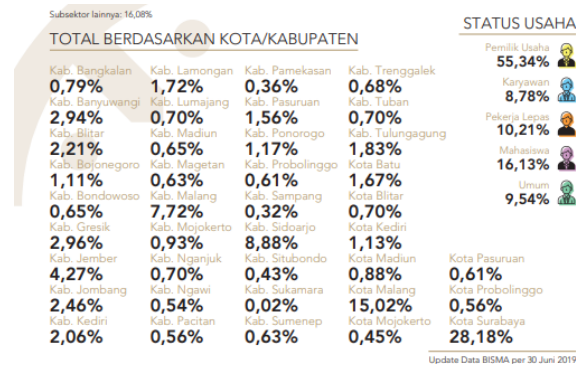 Subsektor lainnya: 16,08%
TOTAL BERDASARKAN KOTA/KABUPATEN
Kab. Bangkalan
0,79%
Kab. Banyuwangi
2,94%
Kab. Blitar
2,21%
Kab. Bojonegoro
1,11%
Kab. Bondowoso
0,65%
Kab. Gresik
2,96%
Kab. Jember
4,27%
Kab. Jombang
2,46%
Kab. Kediri
2,06%
Kab. Lamongan
1,72%
Kab. Lumajang
0,70%
Kab. Madiun
0,65%
Kab. Magetan
0,63%
Kab. Malang
7,72%
Kab. Mojokerto
0,93%
Kab. Nganjuk
0,70%
Kab. Ngawi
0,54%
Kab. Pacitan
0,56%
Kab. Pamekasan
0,36%
Kab. Pasuruan
1,56%
Kab. Ponorogo
1,17%
Kab. Probolinggo
0,61%
Kab. Sampang
0,32%
Kab. Sidoarjo
8,88%
Kab. Situbondo
0,43%
Kab. Sukamara
0,02%
Kab. Sumenep
0,63%
Kab. Trenggalek
0,68%
Kab. Tuban
0,70%
Kab. Tulungagung
1,83%
Kota Batu
1,67%
Kota Blitar
0,70%
Kota Kediri
1,13%
Kota Madiun
0,88%
Kota Malang
15,02%
Kota Mojokerto
0,45%
Kota Pasuruan
0,61%
Kota Probolinggo
0,56%
Kota Surabaya
28,18%
STATUS USAHA
Pemilik Usaha
55,34%
Karyawan
8,78%
Pekerja Lepas
10,21%
Mahasiswa
16,13%
Umum
9,54%
Update Data BISMA per 30 Juni 2019